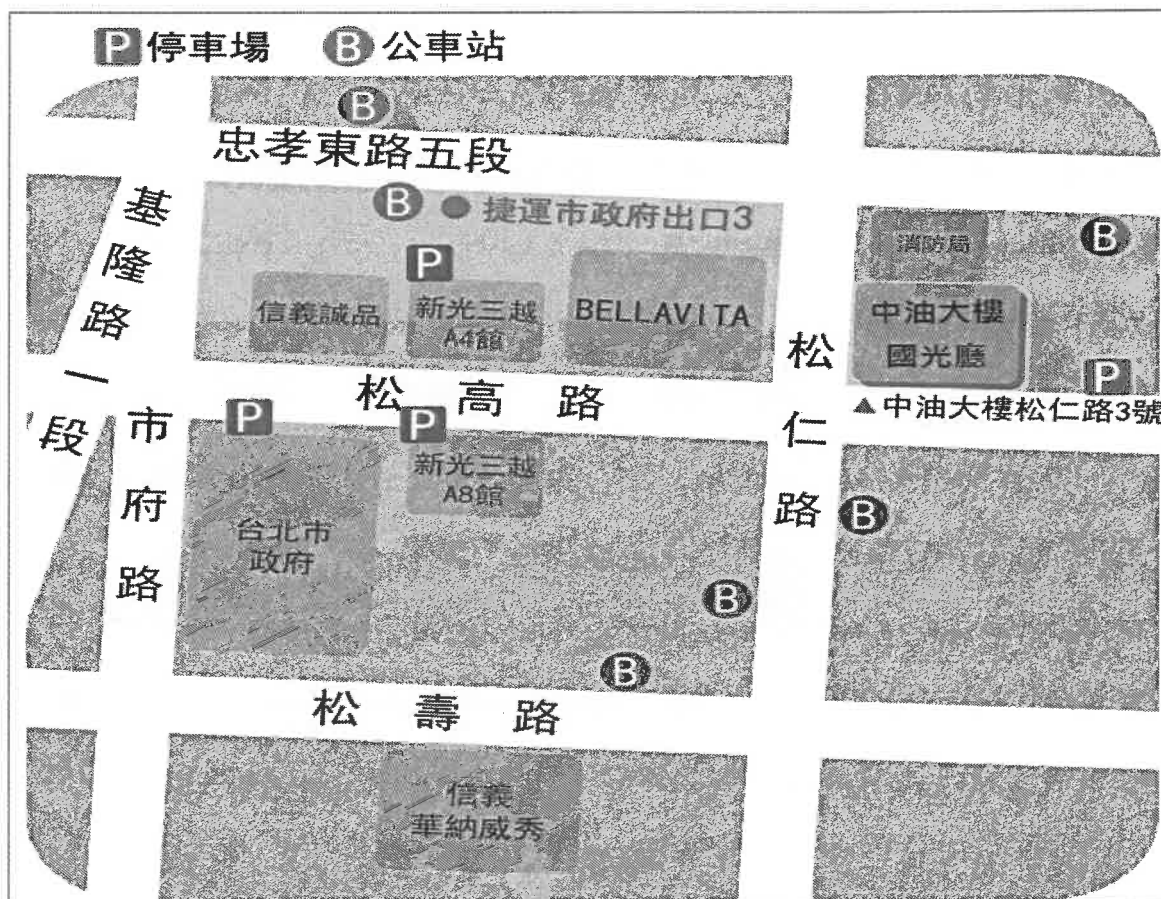 P 停車場 B 公車站
B
忠孝東路五段
基隆路一段
B ● 捷運市政府出口3
消防局
B
P
信義誠品
新光三越
A4館
BELLAVITA
中油大樓
國光廳
P
▲中油大樓松仁路3號
松高路
松仁路
市府路
P
P
新光三越
A8館
台北市
政府
B
B
B
松壽路
信義
華納威秀